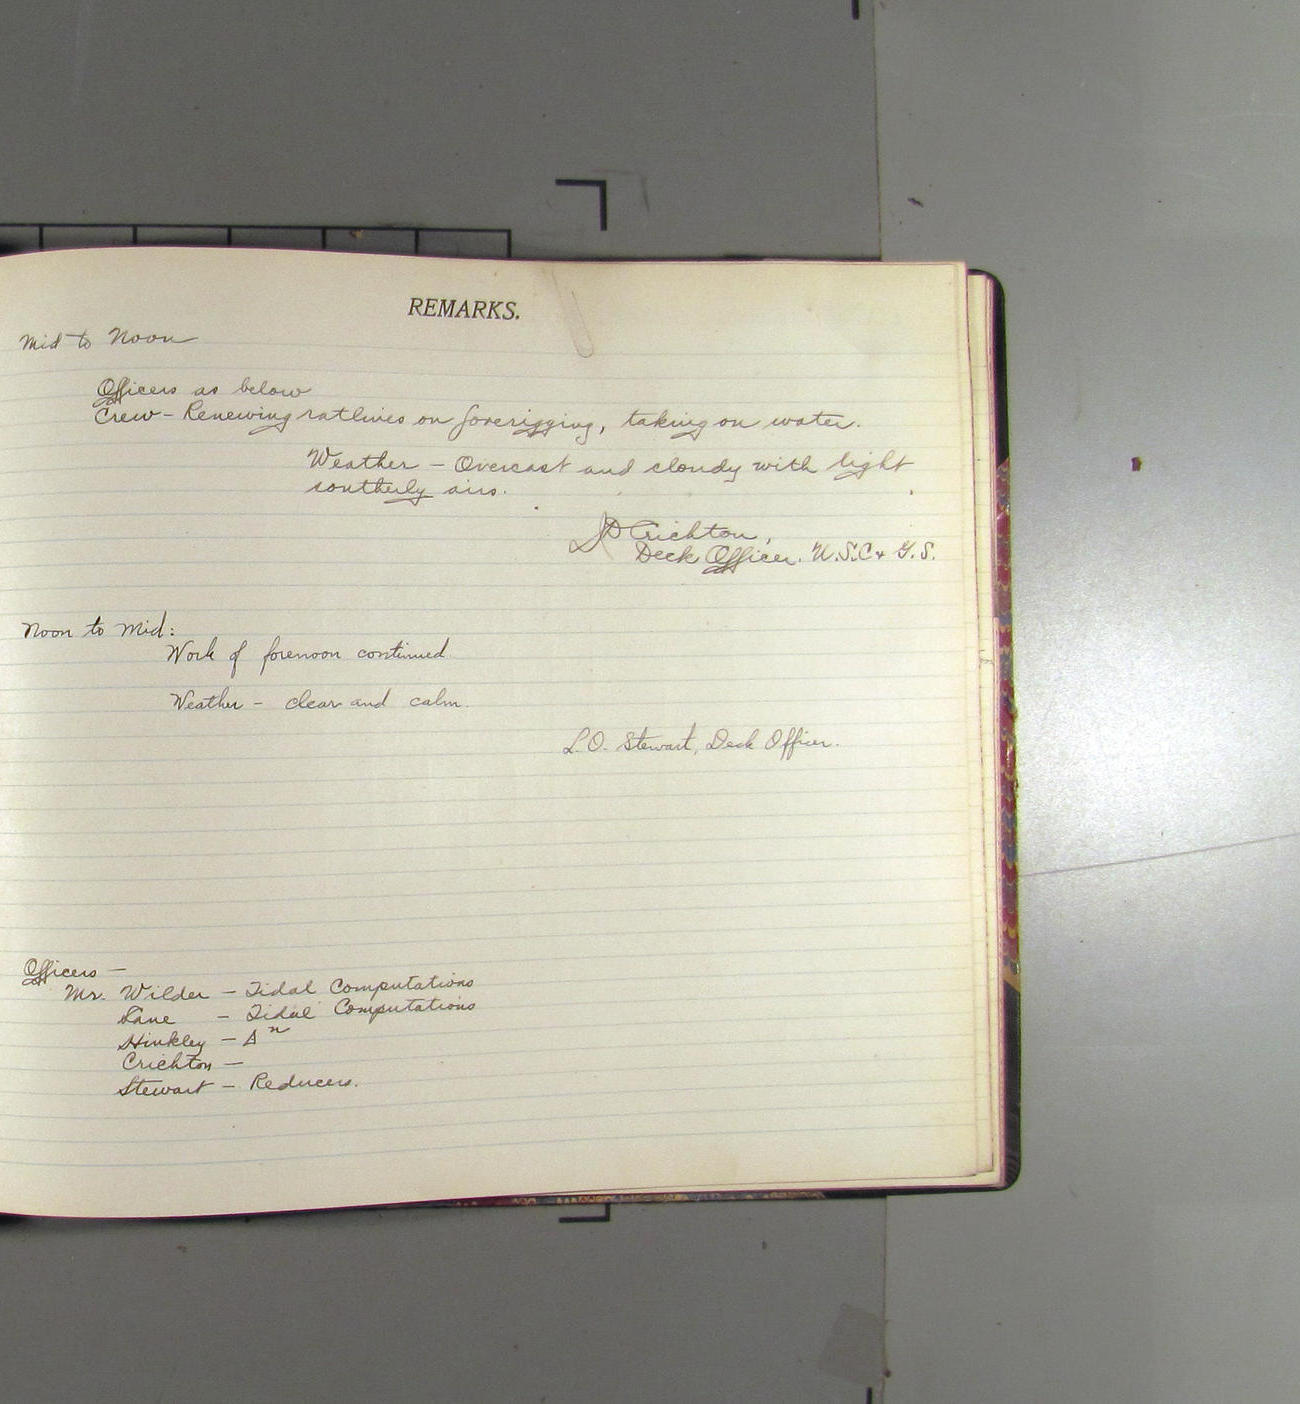 REMARKS.
Mid to Noon
Officers as below
Crew - Renewing ratlines on forerigging, taking on water.
Weather - Overcast and cloudy with light
southerly airs.
Crichton,
Deck Officer. U.S.C. & G.S.
Noon to Mid:
Work of forenoon continued
Weather - clear and calm.
L.O. Stewart, Deck Officer.
Officers -
Mr. Wilder - Tidal Computations
Lane - Tidal Computations
Hinkley - Δⁿ
Crichton -
Stewart - Reducers.